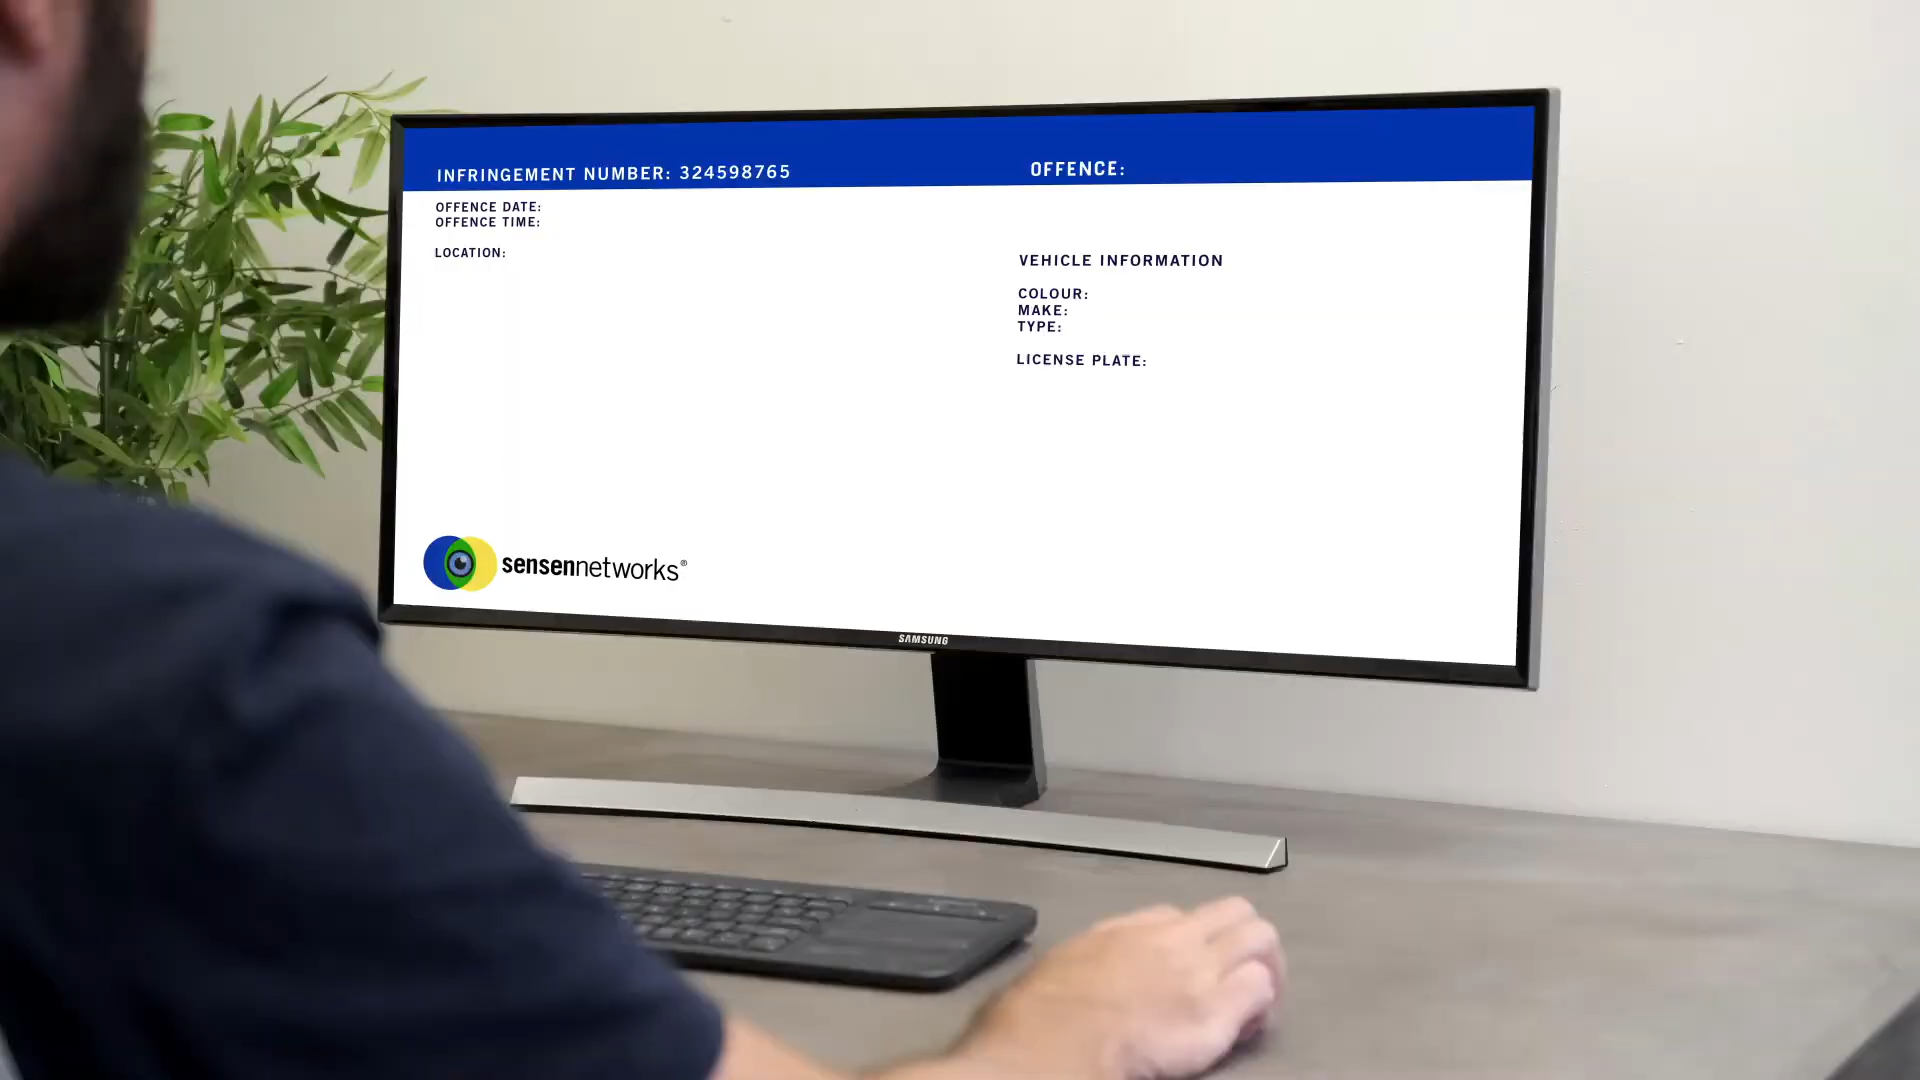 INFRINGEMENT NUMBER: 324598765
OFFENCE:
OFFENCE DATE:
OFFENCE TIME:
LOCATION:
VEHICLE INFORMATION
COLOUR:
MAKE:
TYPE:
LICENSE PLATE:
sensennetworks®
SAMSUNG